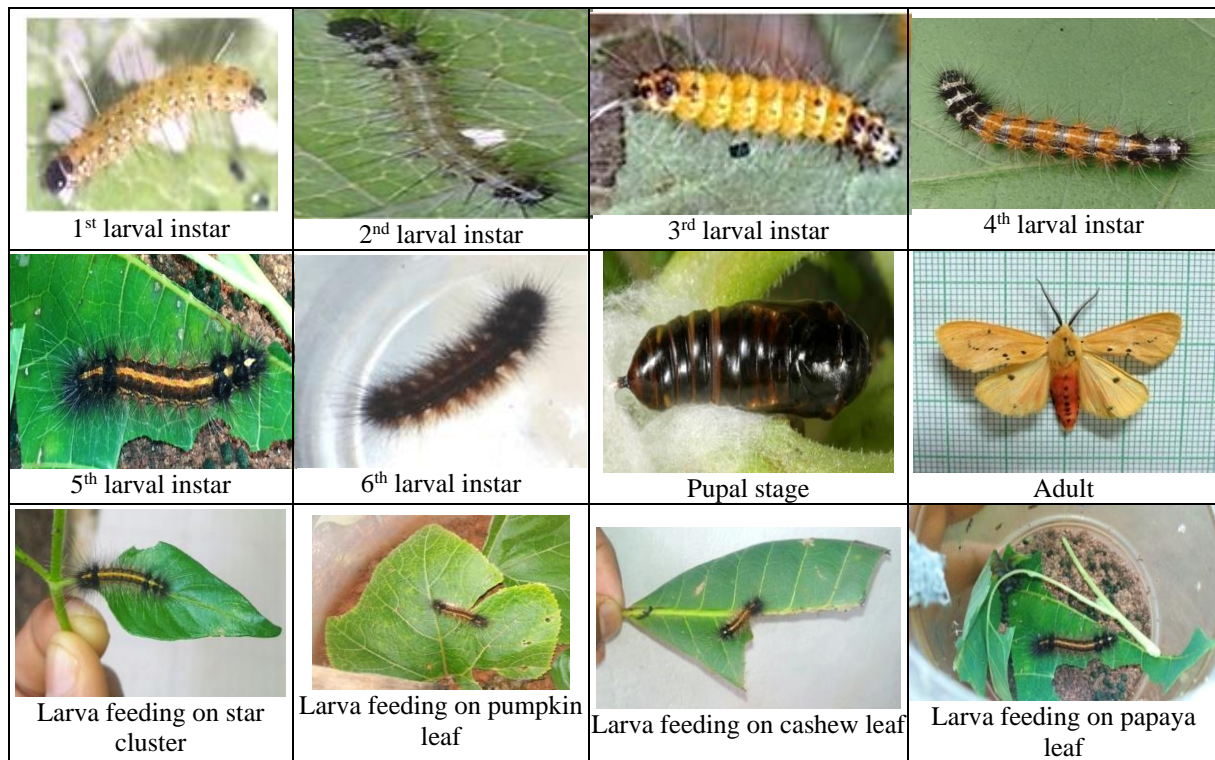 1st larval instar
2nd larval instar
3rd larval instar
4th larval instar
5th larval instar
6th larval instar
Pupal stage
Adult
Larva feeding on star
cluster
Larva feeding on pumpkin
leaf
Larva feeding on cashew leaf
Larva feeding on papaya
leaf